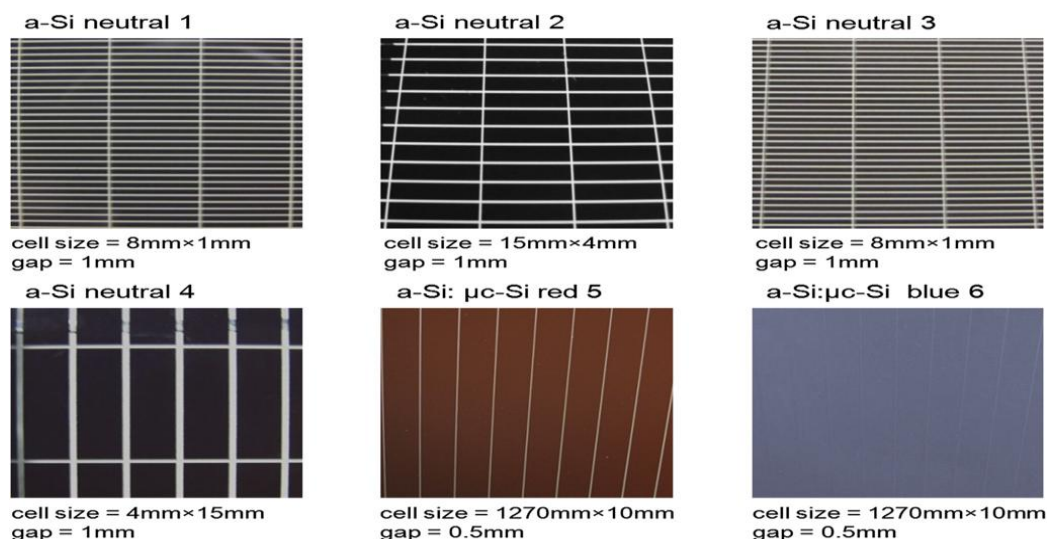 a-Si neutral 1
a-Si neutral 2
a-Si neutral 3
cell size = 8mm×1mm
gap = 1mm
cell size = 15mm×4mm
gap = 1mm
cell size = 8mm×1mm
gap = 1mm
a-Si neutral 4
a-Si: µc-Si red 5
a-Si:µc-Si blue 6
cell size = 4mm×15mm
gap = 1mm
cell size = 1270mm×10mm
gap = 0.5mm
cell size = 1270mm×10mm
gap = 0.5mm